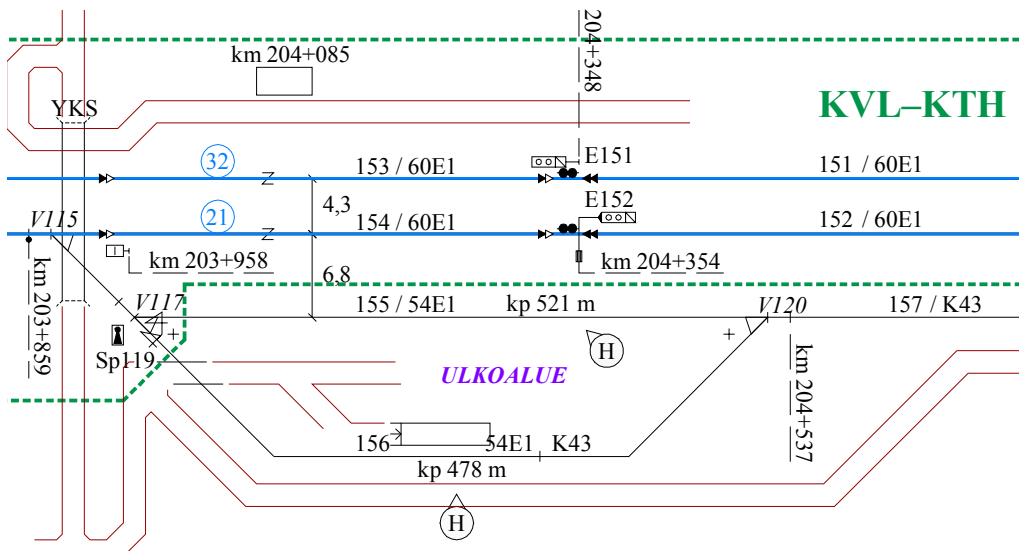 km 204+085
204+348
KVL–KTH
YKS
32
153 / 60E1
E151
151 / 60E1
4,3
E152
V115
21
154 / 60E1
152 / 60E1
km 203+958
6,8
km 204+354
km 203+859
V117
155 / 54E1
kp 521 m
V120
157 / K43
H
Sp119
ULKOALUE
km 204+537
156
54E1
K43
kp 478 m
H